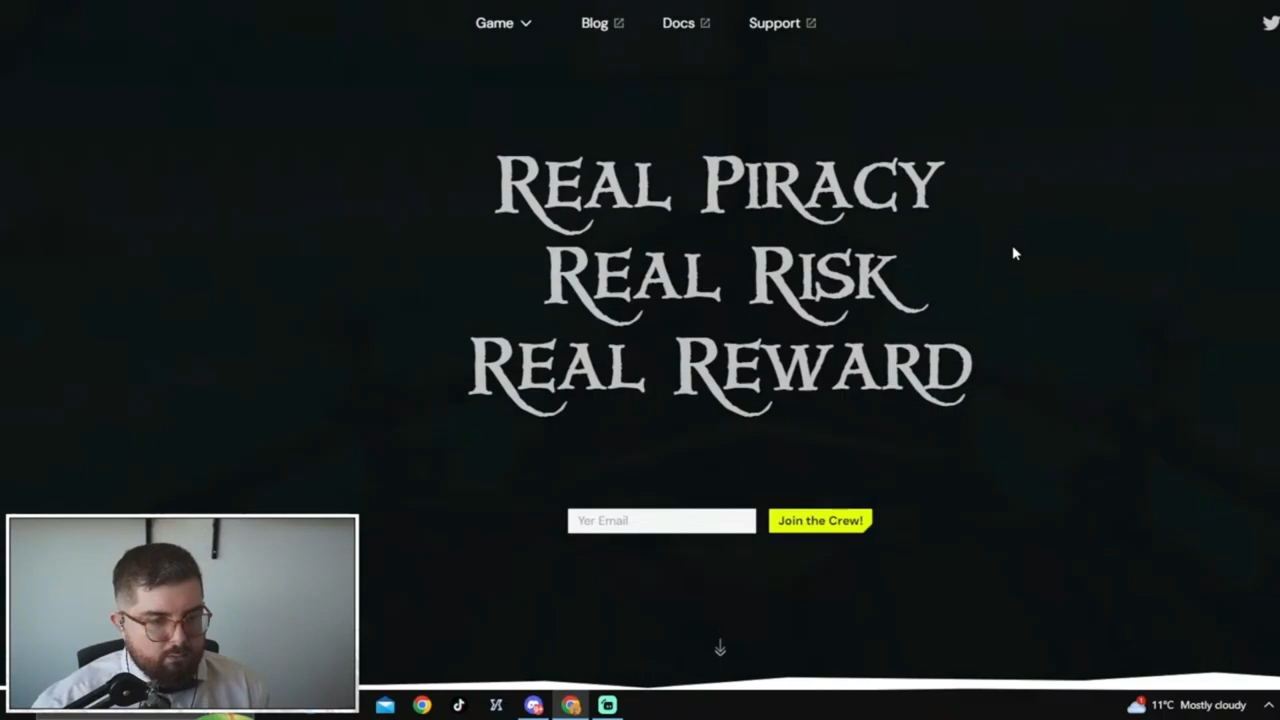 Game Blog Docs Support
Real Piracy
Real Risk
Real Reward
Yer Email Join the Crew!
11°C Mostly cloudy